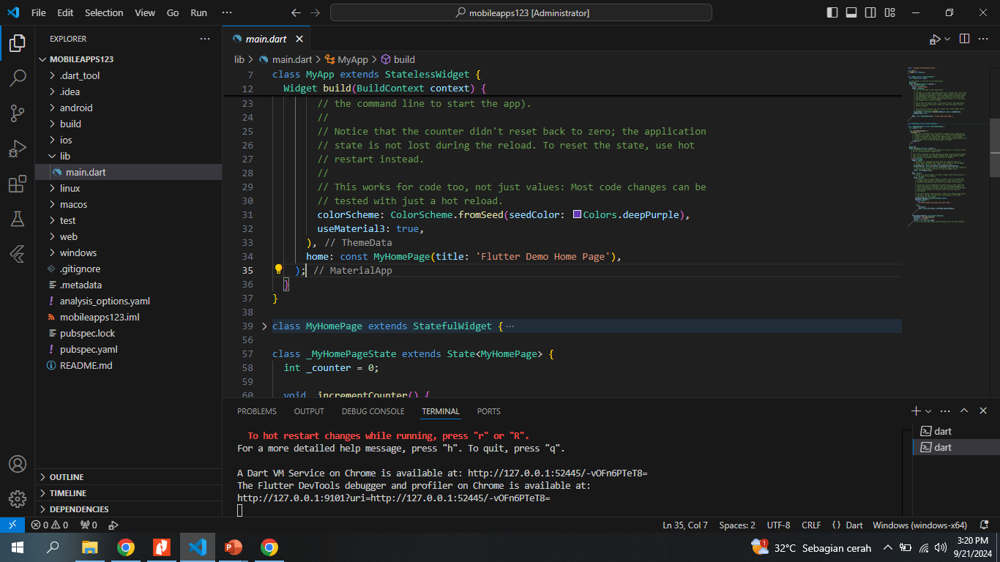 File Edit Selection View Go Run ···
mobileapps123 [Administrator]
EXPLORER
MOBILEAPPS123
.dart_tool
.idea
android
build
ios
lib
main.dart
linux
macos
test
web
windows
.gitignore
.metadata
analysis_options.yaml
mobileapps123.iml
pubspec.lock
pubspec.yaml
README.md
OUTLINE
TIMELINE
DEPENDENCIES
main.dart
lib > main.dart > MyApp > build
7 class MyApp extends StatelessWidget {
12 Widget build(BuildContext context) {
23 // the command line to start the app).
24 //
25 // Notice that the counter didn't reset back to zero; the application
26 // state is not lost during the reload. To reset the state, use hot
27 // restart instead.
28 //
29 // This works for code too, not just values: Most code changes can be
30 // tested with just a hot reload.
31 colorScheme: ColorScheme.fromSeed(seedColor: Colors.deepPurple),
32 useMaterial3: true,
33 ), // ThemeData
34 home: const MyHomePage(title: 'Flutter Demo Home Page'),
35 ); // MaterialApp
36 }
37 }
38
39 class MyHomePage extends StatefulWidget { ···
56
57 class _MyHomePageState extends State<MyHomePage> {
58 int _counter = 0;
59
60 void _incrementCounter() {
PROBLEMS OUTPUT DEBUG CONSOLE TERMINAL PORTS
To hot restart changes while running, press "r" or "R".
For a more detailed help message, press "h". To quit, press "q".
A Dart VM Service on Chrome is available at: http://127.0.0.1:52445/-vOFn6PTeT8=
The Flutter DevTools debugger and profiler on Chrome is available at:
http://127.0.0.1:9101?uri=http://127.0.0.1:52445/-vOFn6PTeT8=
dart
dart
0 0 0
Ln 35, Col 7 Spaces: 2 UTF-8 CRLF {} Dart Windows (windows-x64)
1
32°C Sebagian cerah
3:20 PM
9/21/2024